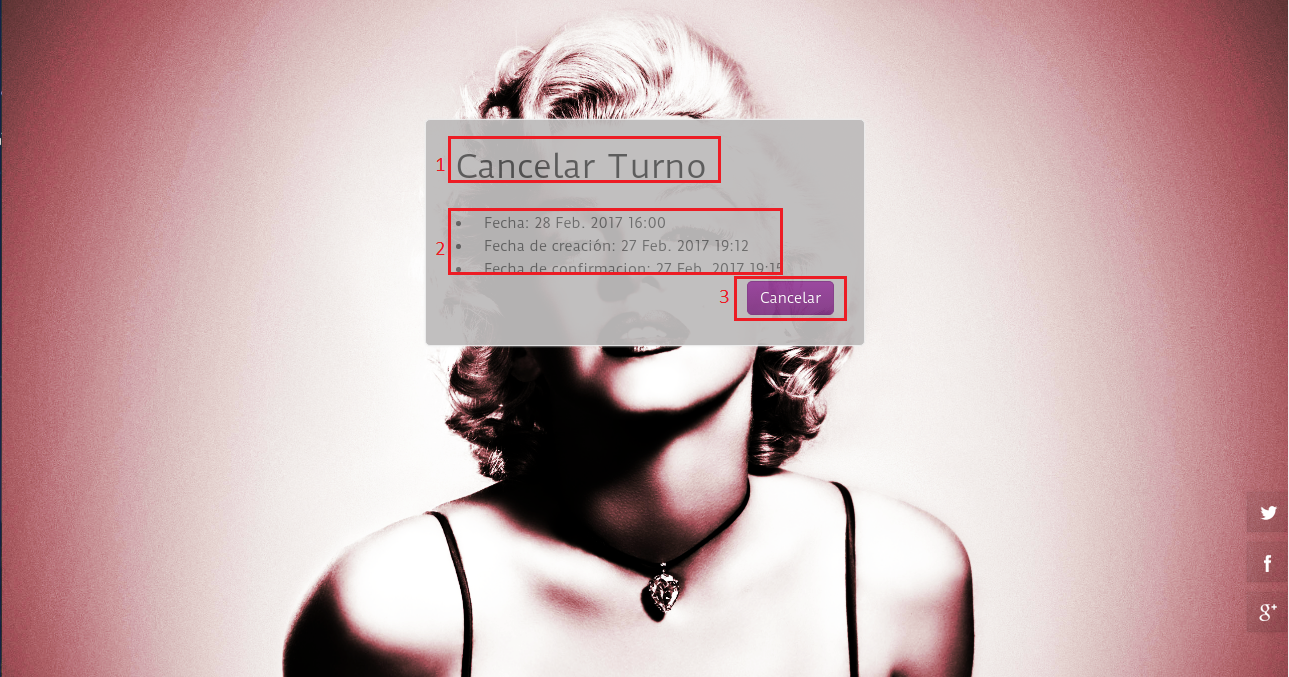 1 Cancelar Turno
2
• Fecha: 28 Feb. 2017 16:00
• Fecha de creación: 27 Feb. 2017 19:12
• Fecha de confirmacion: 27 Feb. 2017 19:15
3 Cancelar
g+